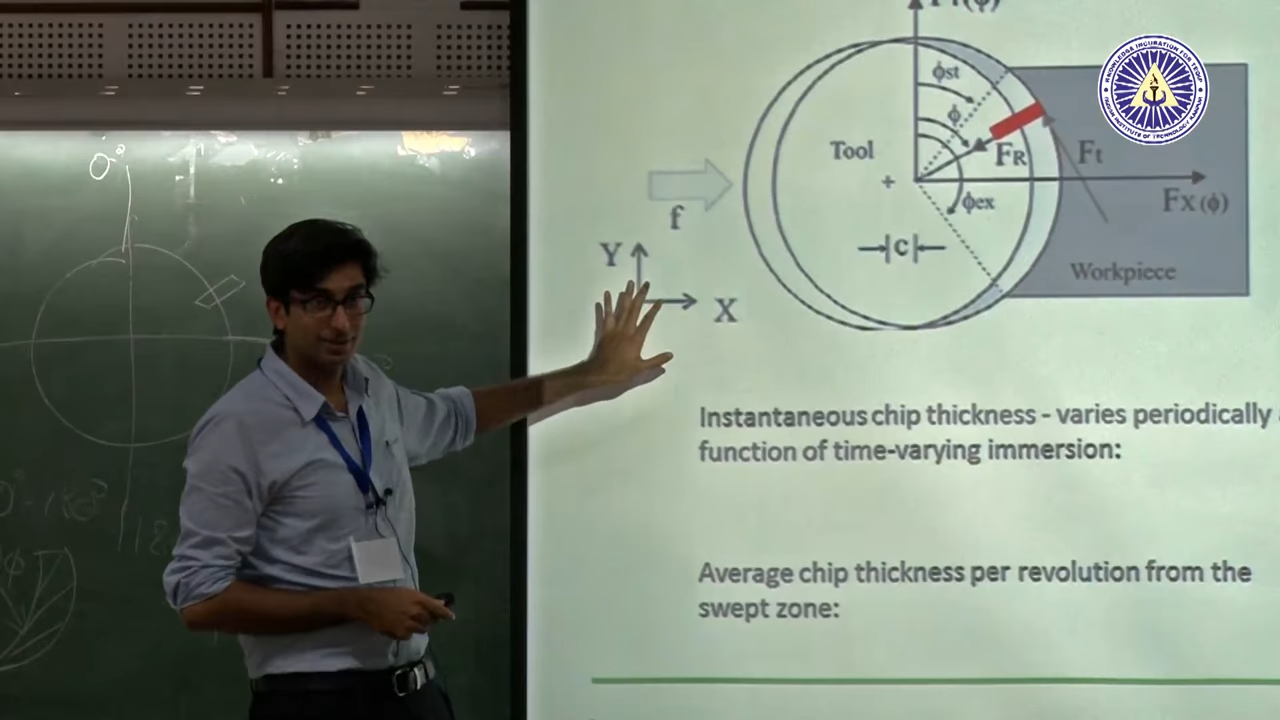 ϕst
ϕ
Tool
FR
Ft
+
Fx(ϕ)
ϕex
f
c
Y
X
Workpiece
Instantaneous chip thickness - varies periodically
function of time-varying immersion:
Average chip thickness per revolution from the
swept zone:
0°
ϕ